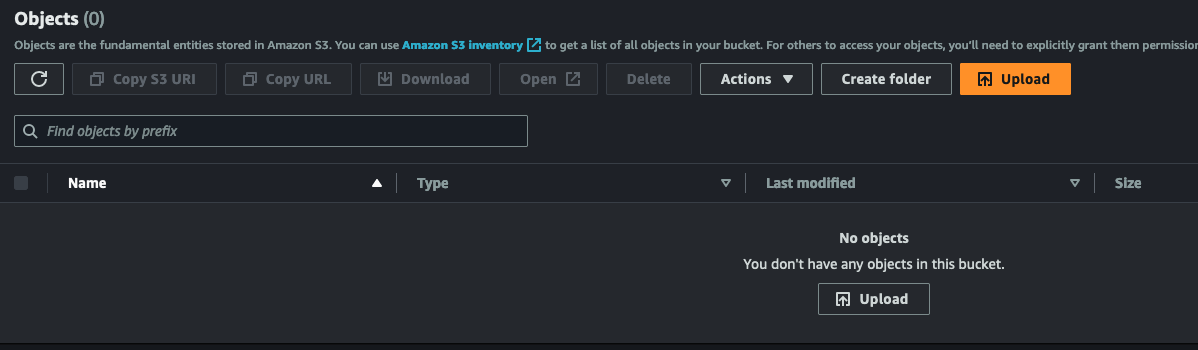 Objects (0)
Objects are the fundamental entities stored in Amazon S3. You can use Amazon S3 inventory to get a list of all objects in your bucket. For others to access your objects, you'll need to explicitly grant them
Copy S3 URI Copy URL Download Open Delete Actions Create folder Upload
Find objects by prefix
Name Type Last modified Size
No objects
You don't have any objects in this bucket.
Upload